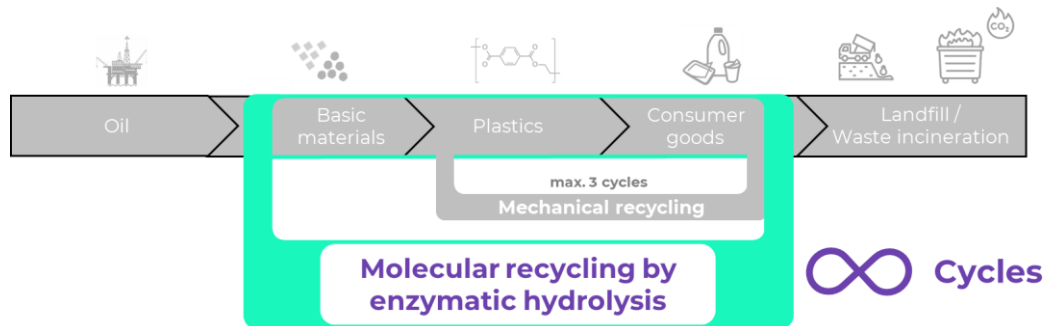 CO₂
Oil
Basic
materials
Plastics
Consumer
goods
Landfill /
Waste incineration
max. 3 cycles
Mechanical recycling
Molecular recycling by
enzymatic hydrolysis
Cycles